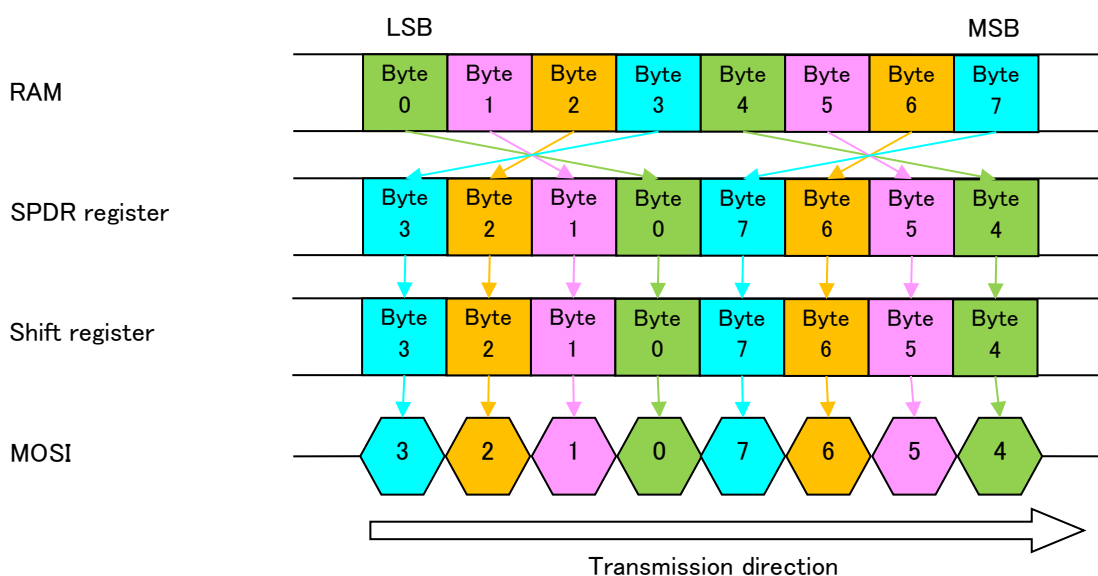 LSB MSB
RAM
Byte Byte Byte Byte Byte Byte Byte Byte
0 1 2 3 4 5 6 7
SPDR register
Byte Byte Byte Byte Byte Byte Byte Byte
3 2 1 0 7 6 5 4
Shift register
Byte Byte Byte Byte Byte Byte Byte Byte
3 2 1 0 7 6 5 4
MOSI
3 2 1 0 7 6 5 4
Transmission direction